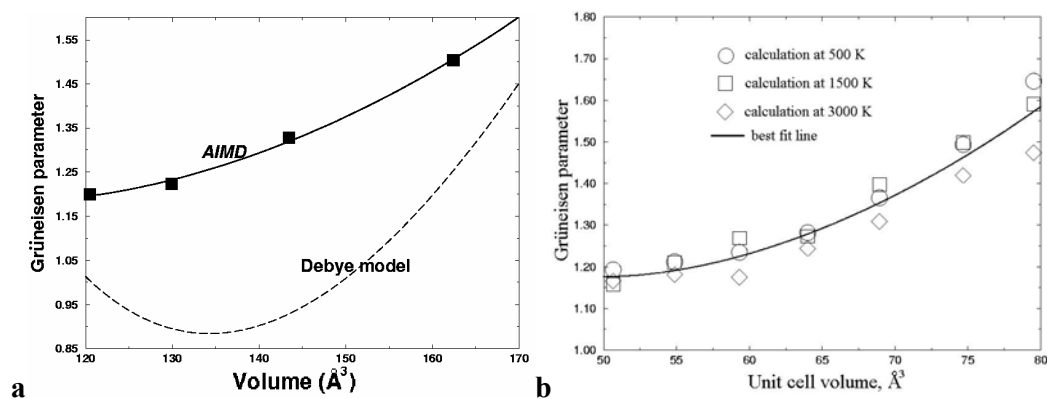 1.55
1.45
1.35
1.25
1.15
1.05
0.95
0.85
Grüneisen parameter
AIMD
Debye model
120
130
140
150
160
170
Volume (Å³)
a
1.80
1.70
1.60
1.50
1.40
1.30
1.20
1.10
1.00
Grüneisen parameter
calculation at 500 K
calculation at 1500 K
calculation at 3000 K
best fit line
50
55
60
65
70
75
80
Unit cell volume, Å³
b